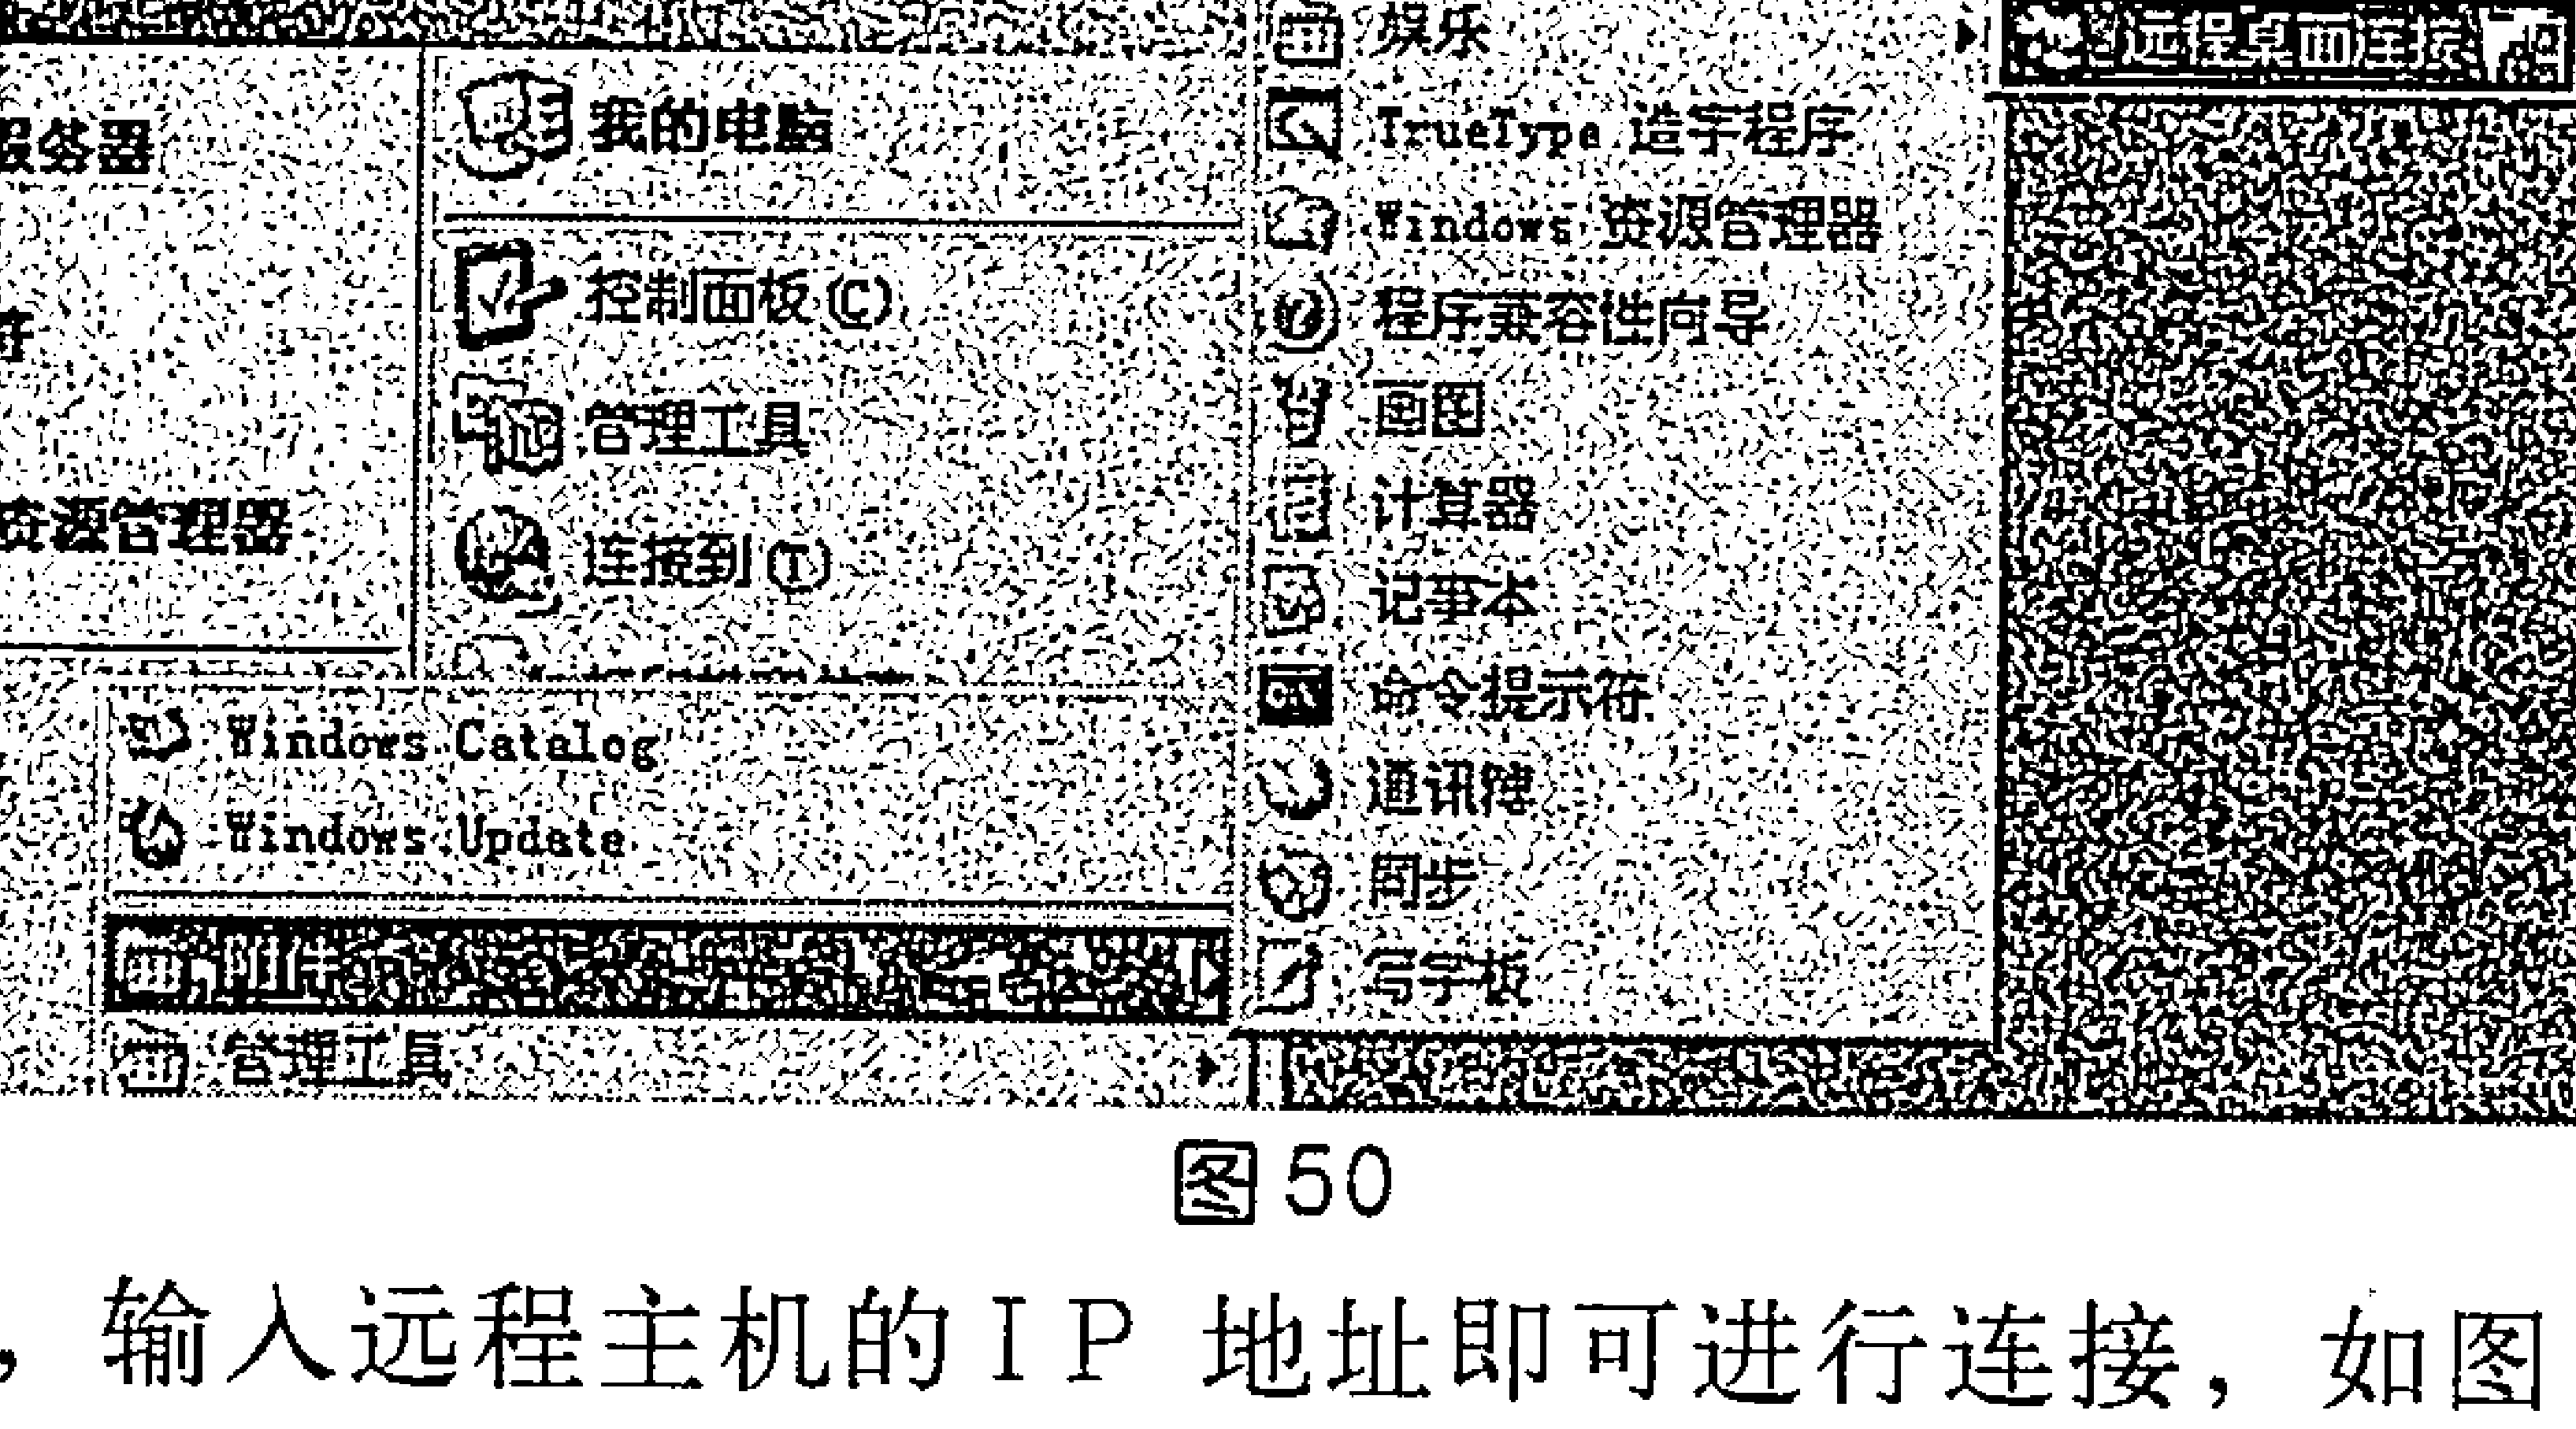 娱乐
远程桌面连接
我的电脑
服务器
TrueType 造字程序
Windows 资源管理器
控制面板(C)
程序兼容性向导
符
管理工具
画图
资源管理器
计算器
连接到(T)
记事本
命令提示符
Windows Catalog
通讯簿
Windows Update
同步
附件
写字板
管理工具
图50
，输入远程主机的IP 地址即可进行连接，如图